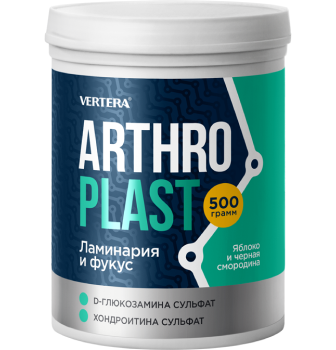 VERTERA®
ARTHRO
PLAST
500
грамм
Ламинария
и фукус
Яблоко
и черная
смородина
D-ГЛЮКОЗАМИНА СУЛЬФАТ
ХОНДРОИТИНА СУЛЬФАТ